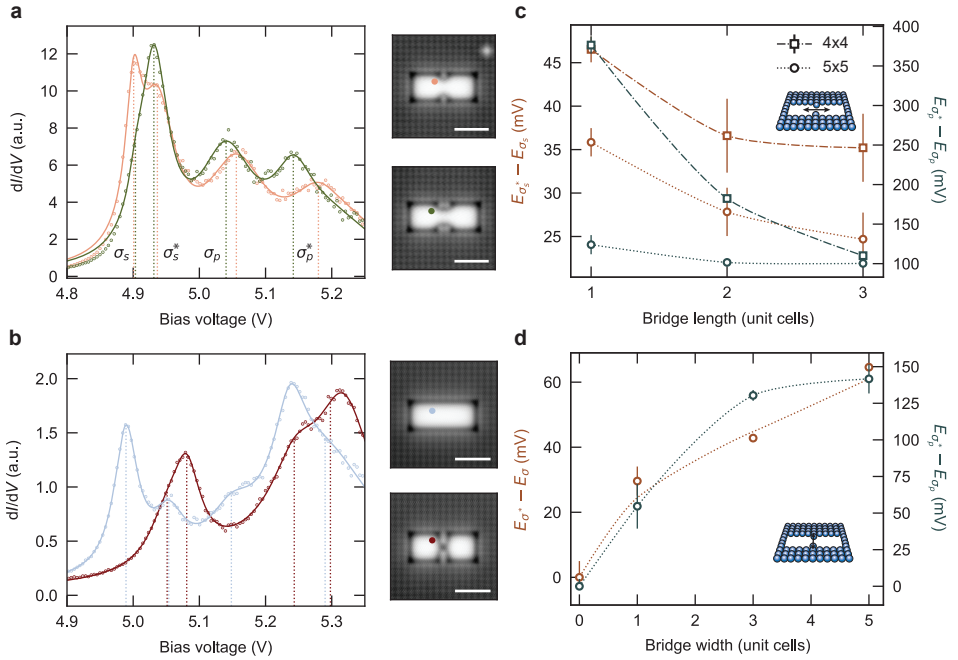 a
dI/dV (a.u.)
12
10
8
6
4
2
0
σs σs* σp σp*
4.8 4.9 5.0 5.1 5.2
Bias voltage (V)
b
dI/dV (a.u.)
2.0
1.5
1.0
0.5
0.0
4.9 5.0 5.1 5.2 5.3
Bias voltage (V)
c
Eσs* − Eσs (mV)
45
40
35
30
25
4x4
5x5
400
350
300
250
200
150
100
Eσp* − Eσp (mV)
1 2 3
Bridge length (unit cells)
d
Eσ* − Eσ (mV)
60
40
20
0
150
125
100
75
50
25
0
Eσp* − Eσp (mV)
0 1 2 3 4 5
Bridge width (unit cells)